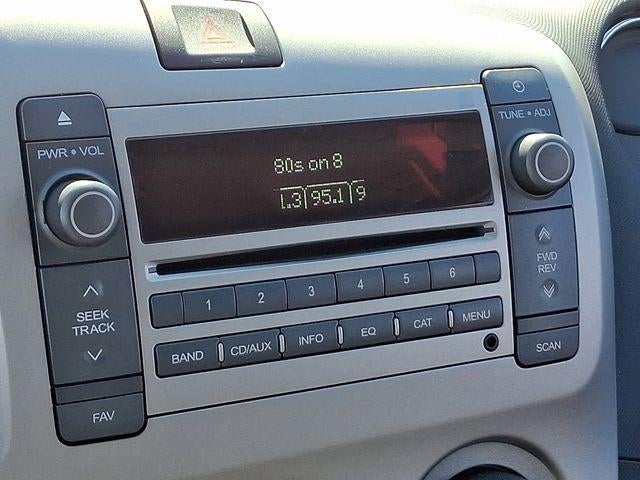 PWR • VOL
TUNE • ADJ
80s on 8
1.3 95.1 9
SEEK
TRACK
FWD
REV
1 2 3 4 5 6
BAND CD/AUX INFO EQ CAT MENU
SCAN
FAV